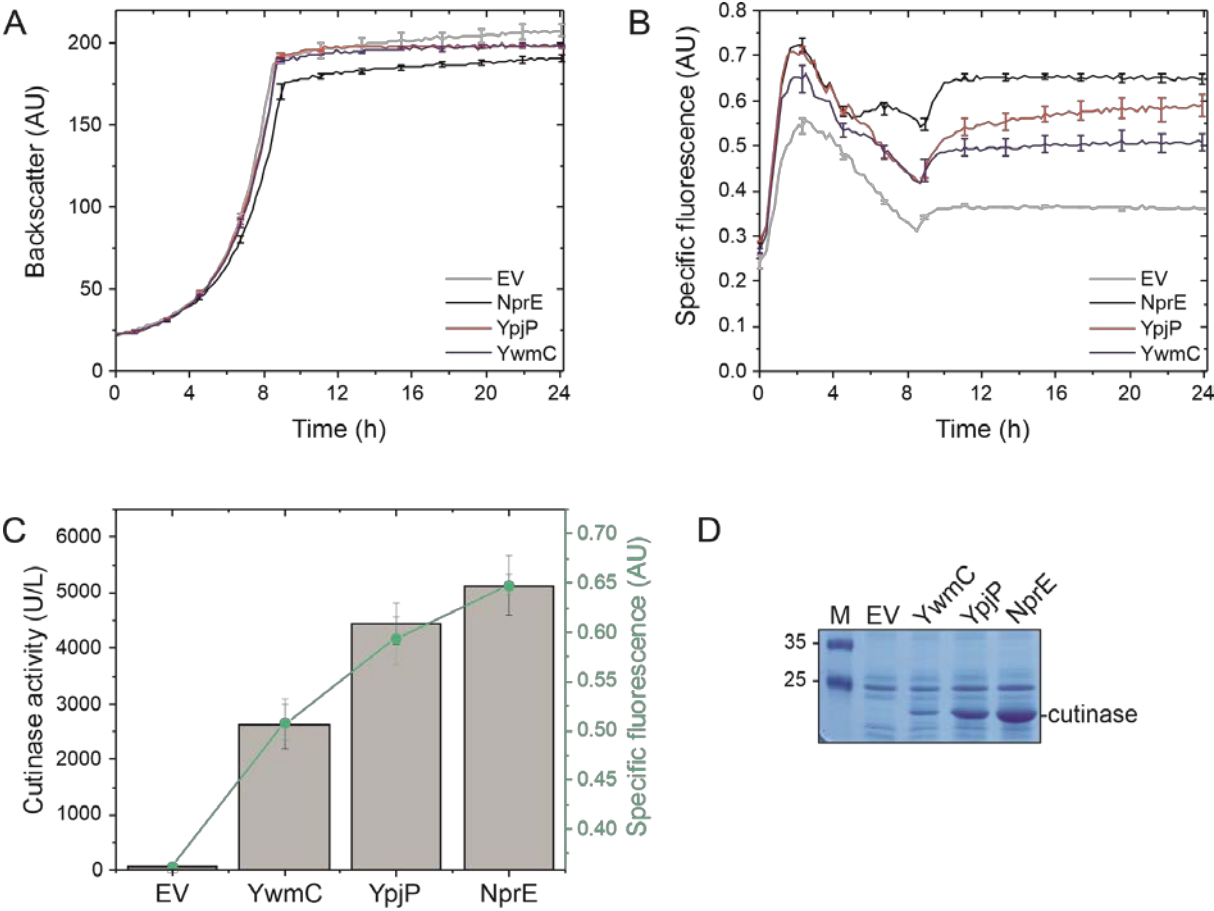 A
Backscatter (AU)
200
150
100
50
0
0 4 8 12 16 20 24
Time (h)
EV
NprE
YpjP
YwmC
B
Specific fluorescence (AU)
0.8
0.7
0.6
0.5
0.4
0.3
0.2
0.1
0.0
0 4 8 12 16 20 24
Time (h)
EV
NprE
YpjP
YwmC
C
Cutinase activity (U/L)
6000
5000
4000
3000
2000
1000
0
EV YwmC YpjP NprE
0.70
0.65
0.60
0.55
0.50
0.45
0.40
Specific fluorescence (AU)
D
M EV YwmC YpjP NprE
35
25
cutinase